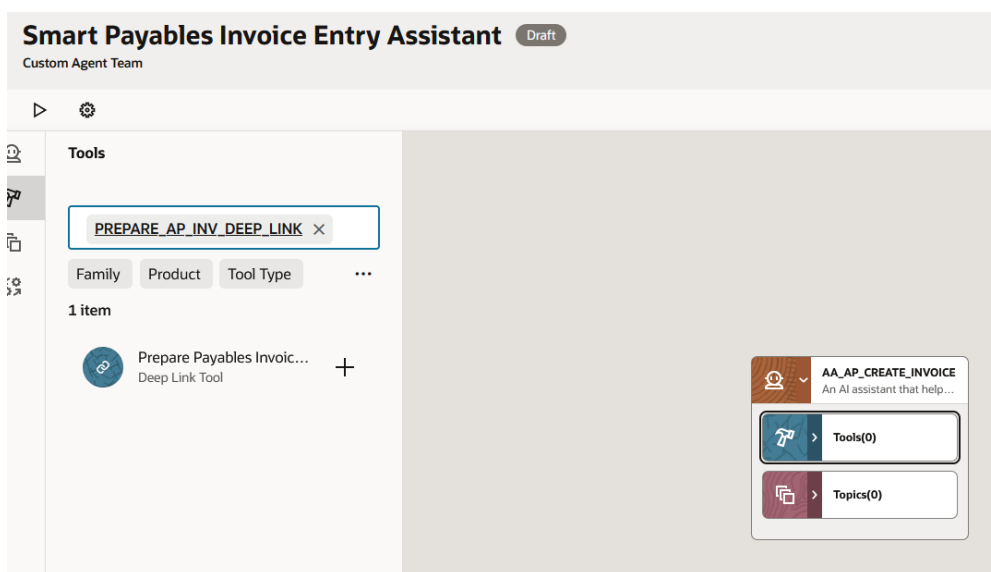 Smart Payables Invoice Entry Assistant Draft
Custom Agent Team
Tools
PREPARE_AP_INV_DEEP_LINK
Family Product Tool Type
1 item
Prepare Payables Invoic...
Deep Link Tool
AA_AP_CREATE_INVOICE
An AI assistant that help...
Tools(0)
Topics(0)